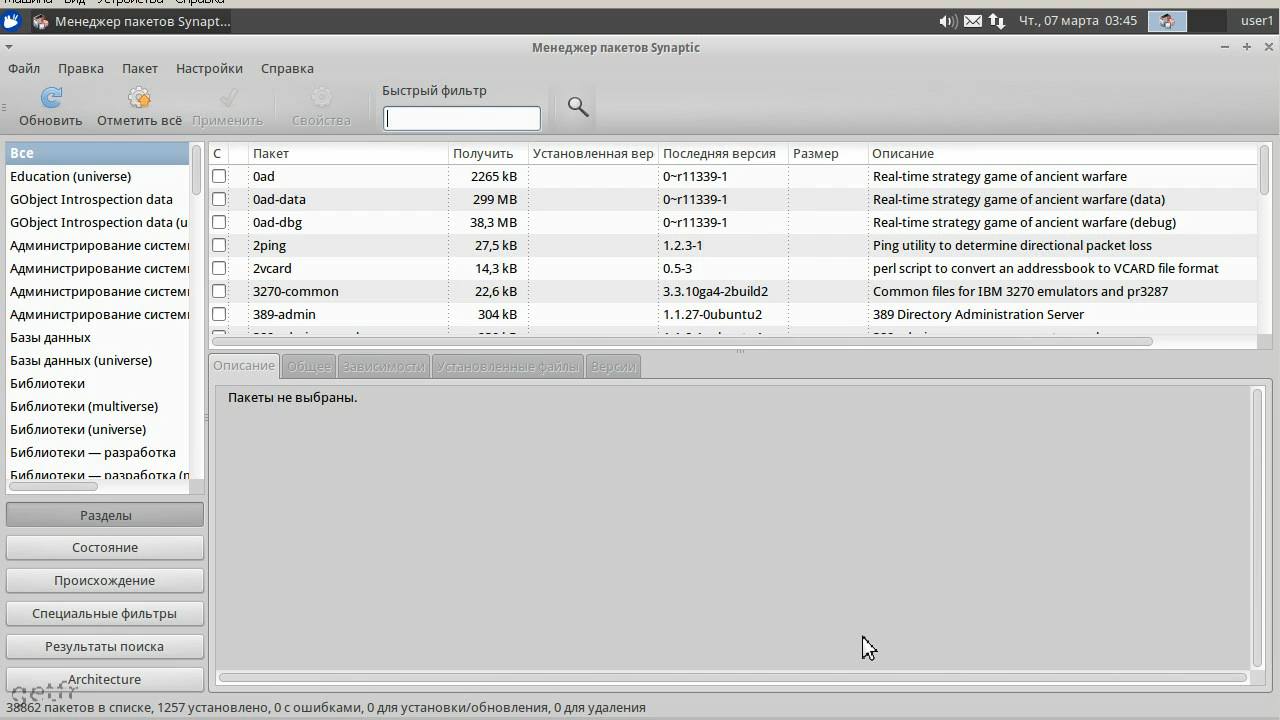 Машина Вид Устройства Справка
Менеджер пакетов Synapt... Чт., 07 марта 03:45 user1
Менеджер пакетов Synaptic
Файл Правка Пакет Настройки Справка
Быстрый фильтр
Обновить Отметить всё Применить Свойства
Все
Education (universe)
GObject Introspection data
GObject Introspection data (u
Администрирование систем
Администрирование систем
Администрирование систем
Администрирование систем
Базы данных
Базы данных (universe)
Библиотеки
Библиотеки (multiverse)
Библиотеки (universe)
Библиотеки — разработка
Библиотеки — разработка (r
С Пакет Получить Установленная вер Последняя версия Размер Описание
0ad 2265 kB 0~r11339-1 Real-time strategy game of ancient warfare
0ad-data 299 MB 0~r11339-1 Real-time strategy game of ancient warfare (data)
0ad-dbg 38,3 MB 0~r11339-1 Real-time strategy game of ancient warfare (debug)
2ping 27,5 kB 1.2.3-1 Ping utility to determine directional packet loss
2vcard 14,3 kB 0.5-3 perl script to convert an addressbook to VCARD file format
3270-common 22,6 kB 3.3.10ga4-2build2 Common files for IBM 3270 emulators and pr3287
389-admin 304 kB 1.1.27-0ubuntu2 389 Directory Administration Server
Описание Общее Зависимости Установленные файлы Версии
Пакеты не выбраны.
Разделы
Состояние
Происхождение
Специальные фильтры
Результаты поиска
Architecture
getfr
38862 пакетов в списке, 1257 установлено, 0 с ошибками, 0 для установки/обновления, 0 для удаления